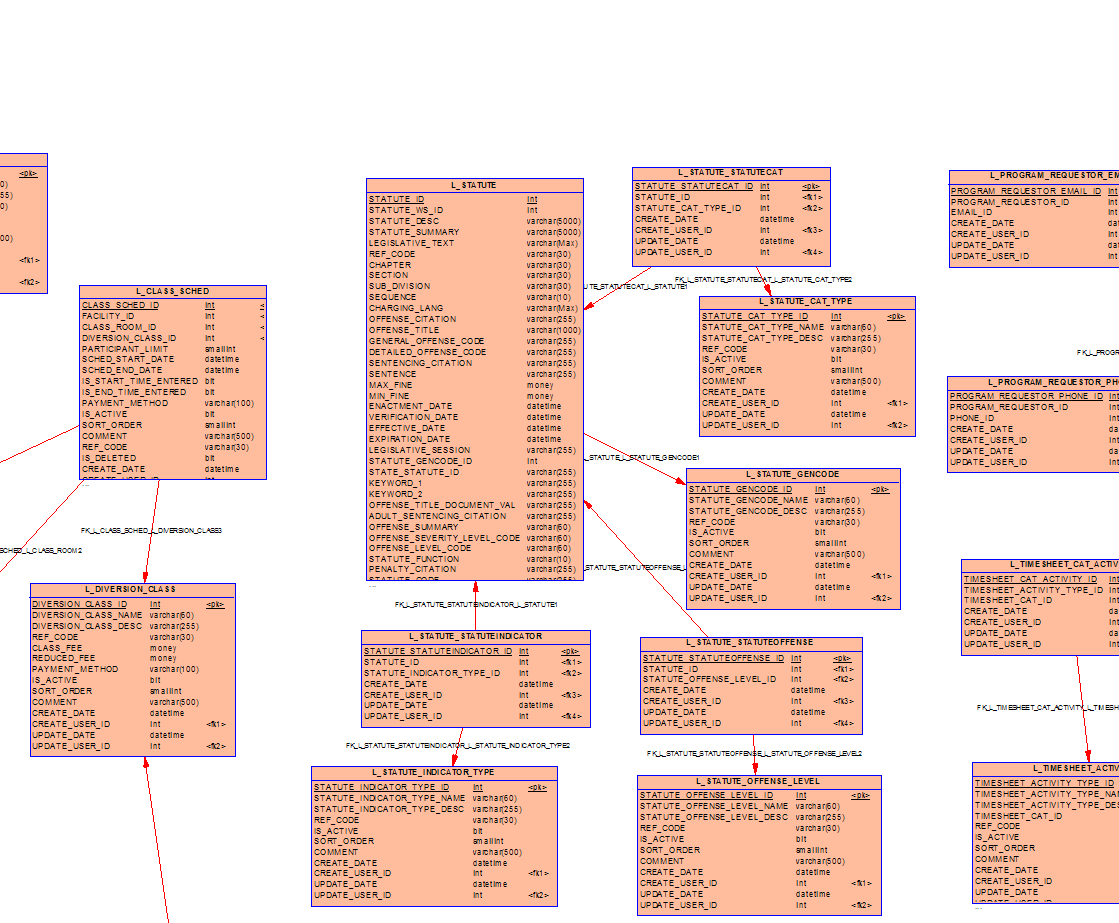 <pk>
0)
55)
0)
00)
<fk1>
<fk2>
L_CLASS_SCHED
CLASS_SCHED_ID int <
FACILITY_ID int <
CLASS_ROOM_ID int <
DIVERSION_CLASS_ID int <
PARTICIPANT_LIMIT smallint
SCHED_START_DATE datetime
SCHED_END_DATE datetime
IS_START_TIME_ENTERED bit
IS_END_TIME_ENTERED bit
PAYMENT_METHOD varchar(100)
IS_ACTIVE bit
SORT_ORDER smallint
COMMENT varchar(500)
REF_CODE varchar(30)
IS_DELETED bit
CREATE_DATE datetime
CREATE_USER_ID int
...
FK_L_CLASS_SCHED_L_DIVERSION_CLASS3
SCHED_L_CLASS_ROOM2
L_DIVERSION_CLASS
DIVERSION_CLASS_ID int <pk>
DIVERSION_CLASS_NAME varchar(60)
DIVERSION_CLASS_DESC varchar(255)
REF_CODE varchar(30)
CLASS_FEE money
REDUCED_FEE money
PAYMENT_METHOD varchar(100)
IS_ACTIVE bit
SORT_ORDER smallint
COMMENT varchar(500)
CREATE_DATE datetime
CREATE_USER_ID int <fk1>
UPDATE_DATE datetime
UPDATE_USER_ID int <fk2>
L_STATUTE
STATUTE_ID int
STATUTE_WS_ID int
STATUTE_DESC varchar(5000)
STATUTE_SUMMARY varchar(5000)
LEGISLATIVE_TEXT varchar(Max)
REF_CODE varchar(30)
CHAPTER varchar(30)
SECTION varchar(30)
SUB_DIVISION varchar(30)
SEQUENCE varchar(10)
CHARGING_LANG varchar(Max)
OFFENSE_CITATION varchar(255)
OFFENSE_TITLE varchar(1000)
GENERAL_OFFENSE_CODE varchar(255)
DETAILED_OFFENSE_CODE varchar(255)
SENTENCING_CITATION varchar(255)
SENTENCE varchar(255)
MAX_FINE money
MIN_FINE money
ENACTMENT_DATE datetime
VERIFICATION_DATE datetime
EFFECTIVE_DATE datetime
EXPIRATION_DATE datetime
LEGISLATIVE_SESSION varchar(255)
STATUTE_GENCODE_ID int
STATE_STATUTE_ID varchar(255)
KEYWORD_1 varchar(255)
KEYWORD_2 varchar(255)
OFFENSE_TITLE_DOCUMENT_VAL varchar(255)
ADULT_SENTENCING_CITATION varchar(255)
OFFENSE_SUMMARY varchar(60)
OFFENSE_SEVERITY_LEVEL_CODE varchar(60)
OFFENSE_LEVEL_CODE varchar(60)
STATUTE_FUNCTION varchar(10)
PENALTY_CITATION varchar(255)
STATUTE_CODE varchar(255)
...
FK_L_STATUTE_STATUTEINDICATOR_L_STATUTE1
L_STATUTE_STATUTEINDICATOR
STATUTE_STATUTEINDICATOR_ID int <pk>
STATUTE_ID int <fk1>
STATUTE_INDICATOR_TYPE_ID int <fk2>
CREATE_DATE datetime
CREATE_USER_ID int <fk3>
UPDATE_DATE datetime
UPDATE_USER_ID int <fk4>
FK_L_STATUTE_STATUTEINDICATOR_L_STATUTE_INDICATOR_TYPE2
L_STATUTE_INDICATOR_TYPE
STATUTE_INDICATOR_TYPE_ID int <pk>
STATUTE_INDICATOR_TYPE_NAME varchar(60)
STATUTE_INDICATOR_TYPE_DESC varchar(255)
REF_CODE varchar(30)
IS_ACTIVE bit
SORT_ORDER smallint
COMMENT varchar(500)
CREATE_DATE datetime
CREATE_USER_ID int <fk1>
UPDATE_DATE datetime
UPDATE_USER_ID int <fk2>
L_STATUTE_STATUTECAT
STATUTE_STATUTECAT_ID int <pk>
STATUTE_ID int <fk1>
STATUTE_CAT_TYPE_ID int <fk2>
CREATE_DATE datetime
CREATE_USER_ID int <fk3>
UPDATE_DATE datetime
UPDATE_USER_ID int <fk4>
FK_L_STATUTE_STATUTECAT_L_STATUTE_CAT_TYPE2
UTE_STATUTECAT_L_STATUTE1
L_STATUTE_CAT_TYPE
STATUTE_CAT_TYPE_ID int <pk>
STATUTE_CAT_TYPE_NAME varchar(60)
STATUTE_CAT_TYPE_DESC varchar(255)
REF_CODE varchar(30)
IS_ACTIVE bit
SORT_ORDER smallint
COMMENT varchar(500)
CREATE_DATE datetime
CREATE_USER_ID int <fk1>
UPDATE_DATE datetime
UPDATE_USER_ID int <fk2>
_STATUTE_L_STATUTE_GENCODE1
L_STATUTE_GENCODE
STATUTE_GENCODE_ID int <pk>
STATUTE_GENCODE_NAME varchar(60)
STATUTE_GENCODE_DESC varchar(255)
REF_CODE varchar(30)
IS_ACTIVE bit
SORT_ORDER smallint
COMMENT varchar(500)
CREATE_DATE datetime
CREATE_USER_ID int <fk1>
UPDATE_DATE datetime
UPDATE_USER_ID int <fk2>
_STATUTE_STATUTEOFFENSE_L
L_STATUTE_STATUTEOFFENSE
STATUTE_STATUTEOFFENSE_ID int <pk>
STATUTE_ID int <fk1>
STATUTE_OFFENSE_LEVEL_ID int <fk2>
CREATE_DATE datetime
CREATE_USER_ID int <fk3>
UPDATE_DATE datetime
UPDATE_USER_ID int <fk4>
FK_L_STATUTE_STATUTEOFFENSE_L_STATUTE_OFFENSE_LEVEL2
L_STATUTE_OFFENSE_LEVEL
STATUTE_OFFENSE_LEVEL_ID int <pk>
STATUTE_OFFENSE_LEVEL_NAME varchar(60)
STATUTE_OFFENSE_LEVEL_DESC varchar(255)
REF_CODE varchar(30)
IS_ACTIVE bit
SORT_ORDER smallint
COMMENT varchar(500)
CREATE_DATE datetime
CREATE_USER_ID int <fk1>
UPDATE_DATE datetime
UPDATE_USER_ID int <fk2>
L_PROGRAM_REQUESTOR_EM
PROGRAM_REQUESTOR_EMAIL_ID int
PROGRAM_REQUESTOR_ID int
EMAIL_ID int
CREATE_DATE da
CREATE_USER_ID int
UPDATE_DATE da
UPDATE_USER_ID int
FK_L_PROGR
L_PROGRAM_REQUESTOR_PHO
PROGRAM_REQUESTOR_PHONE_ID int
PROGRAM_REQUESTOR_ID int
PHONE_ID int
CREATE_DATE da
CREATE_USER_ID int
UPDATE_DATE da
UPDATE_USER_ID int
L_TIMESHEET_CAT_ACTIV
TIMESHEET_CAT_ACTIVITY_ID int
TIMESHEET_ACTIVITY_TYPE_ID int
TIMESHEET_CAT_ID int
CREATE_DATE da
CREATE_USER_ID int
UPDATE_DATE da
UPDATE_USER_ID int
FK_L_TIMESHEET_CAT_ACTIVITY_L_TIMESH
L_TIMESHEET_ACTIV
TIMESHEET_ACTIVITY_TYPE_ID
TIMESHEET_ACTIVITY_TYPE_NA
TIMESHEET_ACTIVITY_TYPE_DES
TIMESHEET_CAT_ID
REF_CODE
IS_ACTIVE
SORT_ORDER
COMMENT
CREATE_DATE
CREATE_USER_ID
UPDATE_DATE
UPDATE_USER_ID
...